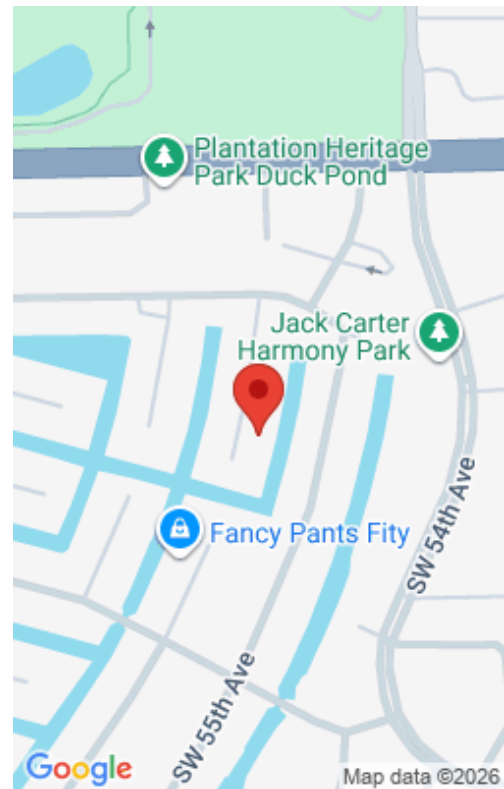 Plantation Heritage
Park Duck Pond
Jack Carter
Harmony Park
SW 54th Ave
Fancy Pants Fity
SW 55th Ave
Google
Map data ©2026